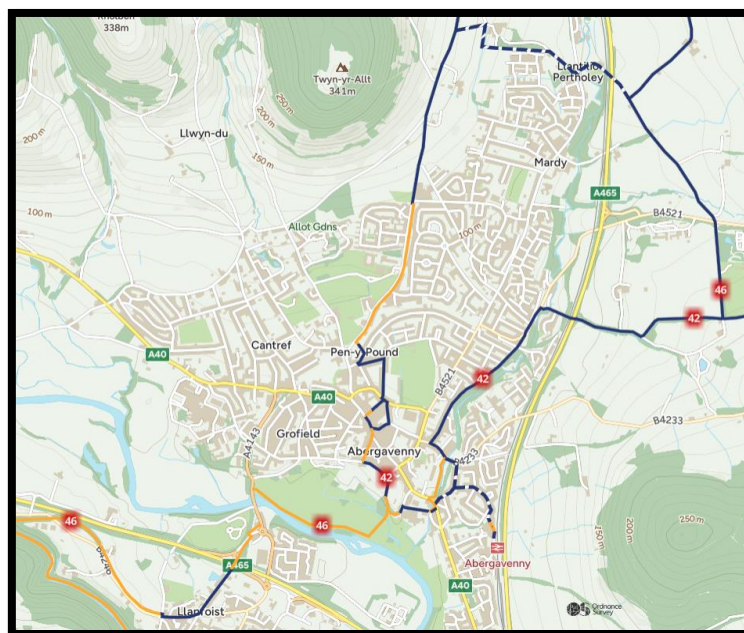 338m
Twyn-yr-Allt
341m
250 m
200 m
Llwyn-du
200 m
150 m
Llantilio
Pertholey
Mardy
A465
100 m
B4521
Allot Gdns
100 m
46
42
A40
Cantref
Pen-y-Pound
42
B4521
A40
B4233
Grofield
A4143
Abergavenny
B4233
42
46
46
150 m
200 m
250 m
A465
Abergavenny
A40
Llanfoist
Ordnance
Survey